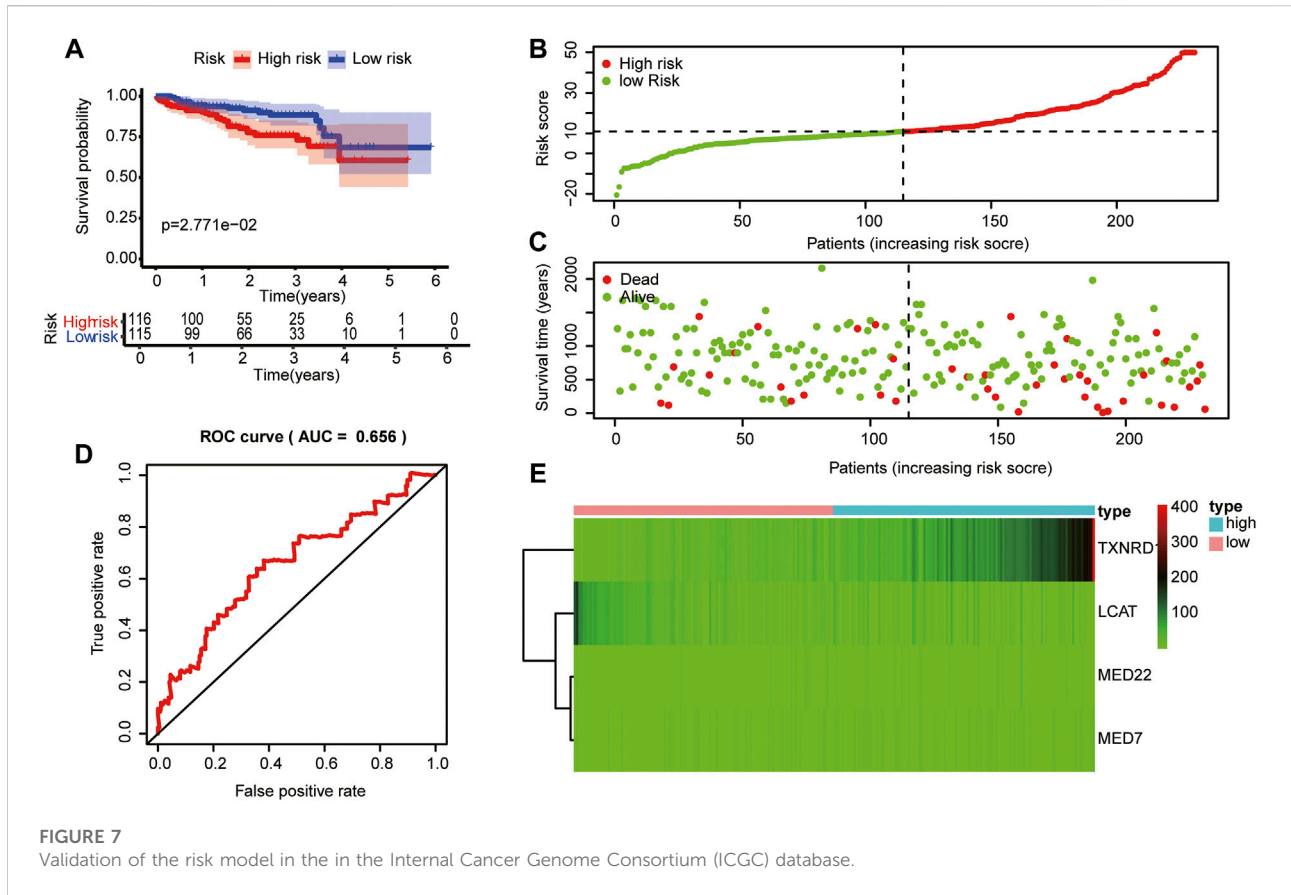 A
Risk High risk Low risk
Survival probability
1.00
0.75
0.50
0.25
0.00
p=2.771e−02
0 1 2 3 4 5 6
Time(years)
Risk
High risk 116 100 55 25 6 1 0
Low risk 115 99 66 33 10 1 0
0 1 2 3 4 5 6
Time(years)
B
High risk
low Risk
Risk score
50
30
10
0
−20
0 50 100 150 200
Patients (increasing risk socre)
C
Dead
Alive
Survival time (years)
2000
1000
500
0
0 50 100 150 200
Patients (increasing risk socre)
D
ROC curve ( AUC = 0.656 )
True positive rate
1.0
0.8
0.6
0.4
0.2
0.0
0.0 0.2 0.4 0.6 0.8 1.0
False positive rate
E
type
TXNRD1
LCAT
MED22
MED7
400
300
200
100
type
high
low
FIGURE 7
Validation of the risk model in the in the Internal Cancer Genome Consortium (ICGC) database.